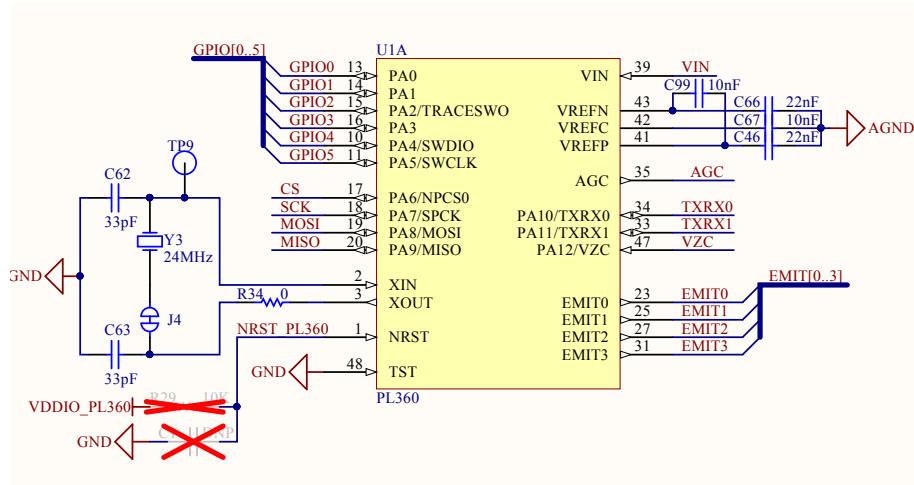 GPIO[0..5]
U1A
GPIO0 13 PA0
GPIO1 14 PA1
GPIO2 15 PA2/TRACESWO
GPIO3 16 PA3
GPIO4 10 PA4/SWDIO
GPIO5 11 PA5/SWCLK
CS 17 PA6/NPCS0
SCK 18 PA7/SPCK
MOSI 19 PA8/MOSI
MISO 20 PA9/MISO
2 XIN
R34 0 3 XOUT
NRST_PL360 1 NRST
GND 48 TST
PL360
VIN 39 VIN
C99 10nF
VREFN 43 C66 22nF
VREFC 42 C67 10nF
VREFP 41 C46 22nF
AGND
AGC 35 AGC
PA10/TXRX0 34 TXRX0
PA11/TXRX1 33 TXRX1
PA12/VZC 47 VZC
EMIT[0..3]
EMIT0 23 EMIT0
EMIT1 25 EMIT1
EMIT2 27 EMIT2
EMIT3 31 EMIT3
TP9
C62
33pF
Y3
24MHz
GND
J4
C63
33pF
VDDIO_PL360
R29 10K
GND
DNP